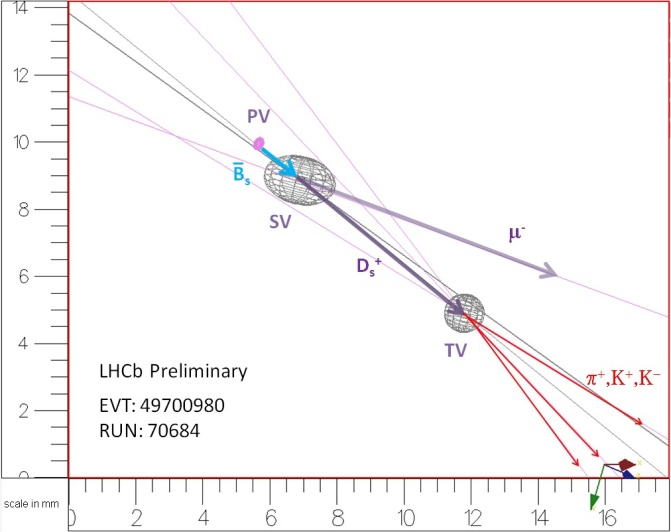 14
12
10
8
6
4
2
0
PV
B̅s
SV
μ-
Ds+
TV
π+,K+,K−
LHCb Preliminary
EVT: 49700980
RUN: 70684
scale in mm
0 2 4 6 8 10 12 14 16